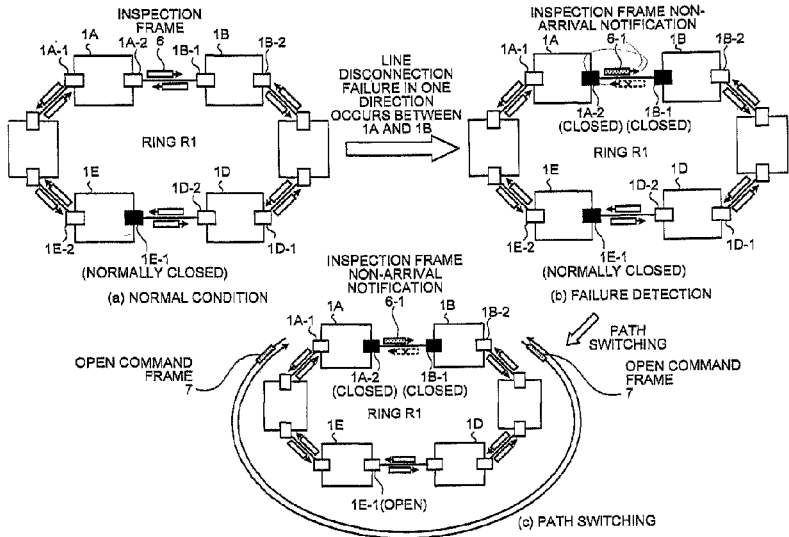 INSPECTION
FRAME
1A
6
1B
1A-1
1A-2
1B-1
1B-2
RING R1
1E
1D
1D-2
1E-2
1E-1
1D-1
(NORMALLY CLOSED)
(a) NORMAL CONDITION
LINE
DISCONNECTION
FAILURE IN ONE
DIRECTION
OCCURS BETWEEN
1A AND 1B
INSPECTION FRAME NON-
ARRIVAL NOTIFICATION
1A
6-1
1B
1A-1
1B-2
1A-2
1B-1
(CLOSED) (CLOSED)
RING R1
1E
1D
1D-2
1E-2
1E-1
1D-1
(NORMALLY CLOSED)
(b) FAILURE DETECTION
PATH
SWITCHING
INSPECTION FRAME
NON-ARRIVAL
NOTIFICATION
1A
6-1
1B
1A-1
1B-2
OPEN COMMAND
FRAME
7
1A-2
1B-1
(CLOSED) (CLOSED)
OPEN COMMAND
FRAME
7
RING R1
1E
1D
1E-1(OPEN)
(c) PATH SWITCHING